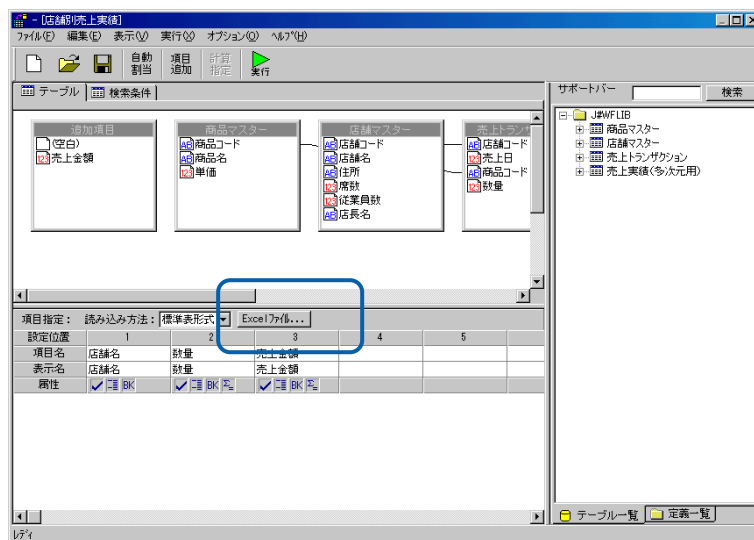 - [店舗別売上実績]
ファイル(F) 編集(E) 表示(V) 実行(X) オプション(O) ヘルプ(H)
自動割当 項目追加 計算指定 実行
テーブル 検索条件
サポートバー 検索
追加項目
(空白)
売上金額
商品マスター
商品コード
商品名
単価
店舗マスター
店舗コード
店舗名
住所
席数
従業員数
店長名
売上トランザ
店舗コード
売上日
商品コード
数量
J#WFLIB
商品マスター
店舗マスター
売上トランザクション
売上実績(多次元用)
項目指定: 読み込み方法: 標準表形式 Excelファイル...
設定位置 1 2 3 4 5
項目名 店舗名 数量 売上金額
表示名 店舗名 数量 売上金額
属性 BK BK BK
テーブル一覧 定義一覧
レディ